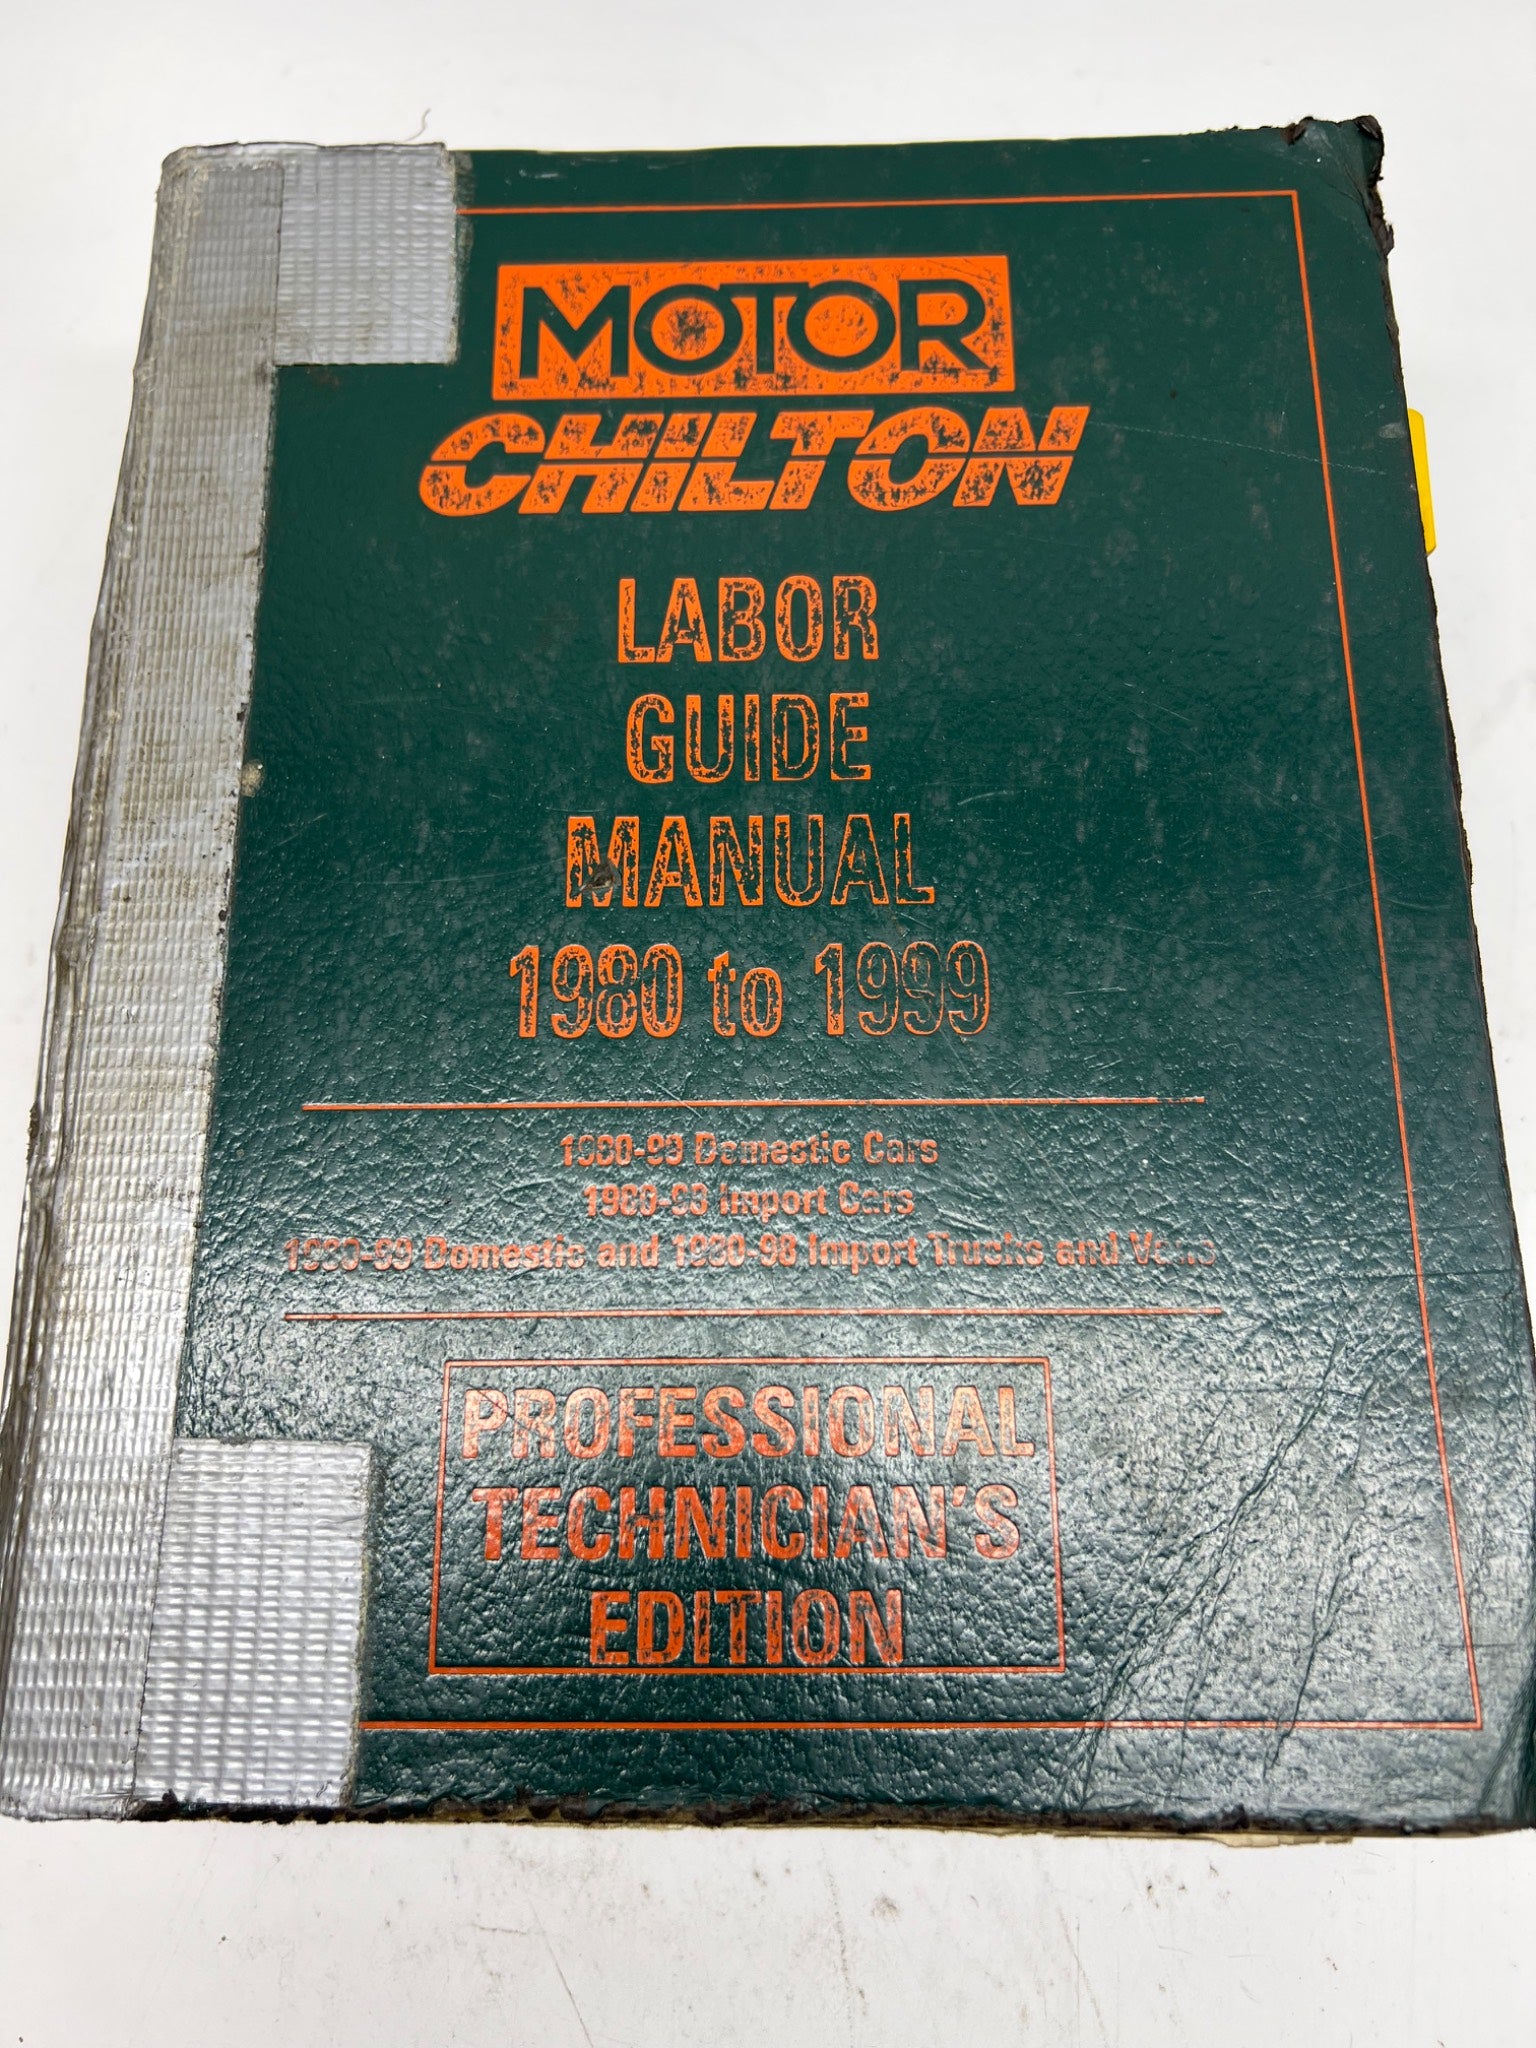 MOTOR
CHILTON
LABOR
GUIDE
MANUAL
1980 to 1999
1980-99 Domestic Cars
1980-98 Import Cars
1980-99 Domestic and 1980-98 Import Trucks and Vans
PROFESSIONAL
TECHNICIAN'S
EDITION